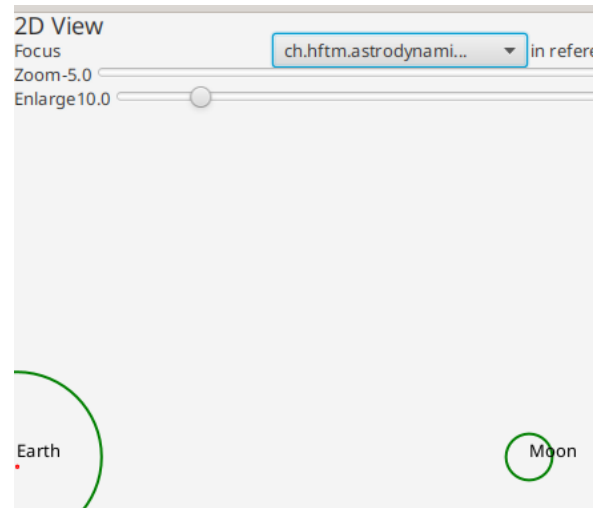 2D View
Focus ch.hftm.astrodynami... in refere
Zoom-5.0
Enlarge10.0
Earth Moon